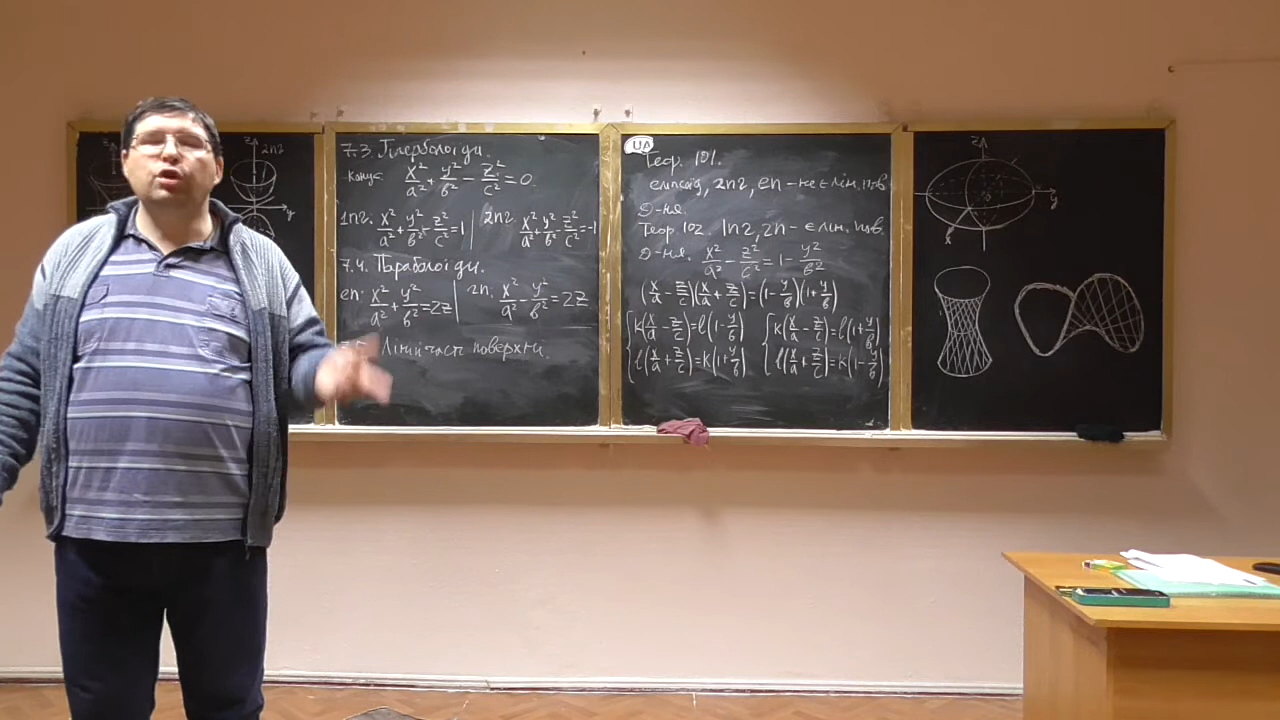 z
z
2пг
y
7.3. Гіперболоїди.
Конус: x²/a² + y²/b² - z²/c² = 0.
1пг. x²/a² + y²/b² - z²/c² = 1 | 2пг. x²/a² + y²/b² - z²/c² = -1
7.4. Параболоїди.
еп: x²/a² + y²/b² = 2z | гп: x²/a² - y²/b² = 2z
Лінійчасті поверхні.
UA
Теор. 101.
еліпсоїд, 2пг, еп - не є лін. пов.
Д-ня.
Теор 102. 1пг, гп - є лін. пов.
Д-ня. x²/a² - z²/c² = 1 - y²/b²
(x/a - z/c)(x/a + z/c) = (1 - y/b)(1 + y/b)
{ k(x/a - z/c) = l(1 - y/b) { k(x/a - z/c) = l(1 + y/b)
l(x/a + z/c) = k(1 + y/b) l(x/a + z/c) = k(1 - y/b)
z
y
x